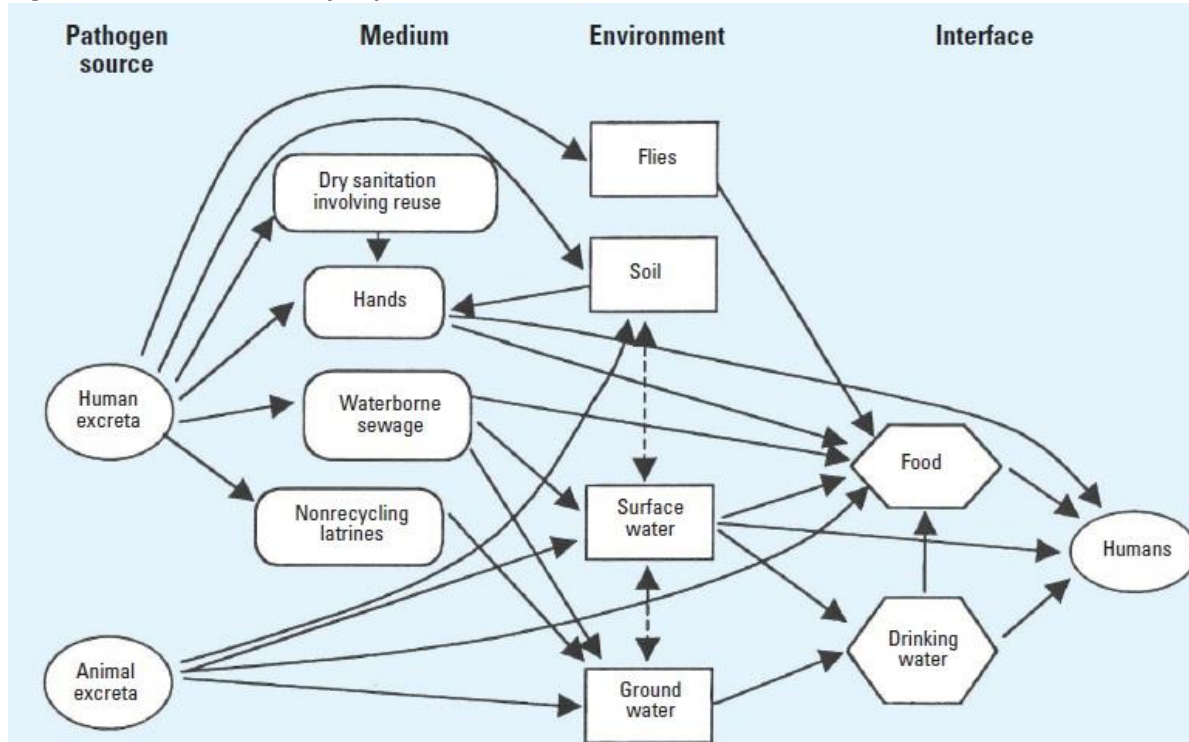 Pathogen
source
Medium
Environment
Interface
Flies
Dry sanitation
involving reuse
Soil
Hands
Human
excreta
Waterborne
sewage
Food
Nonrecycling
latrines
Surface
water
Humans
Drinking
water
Animal
excreta
Ground
water